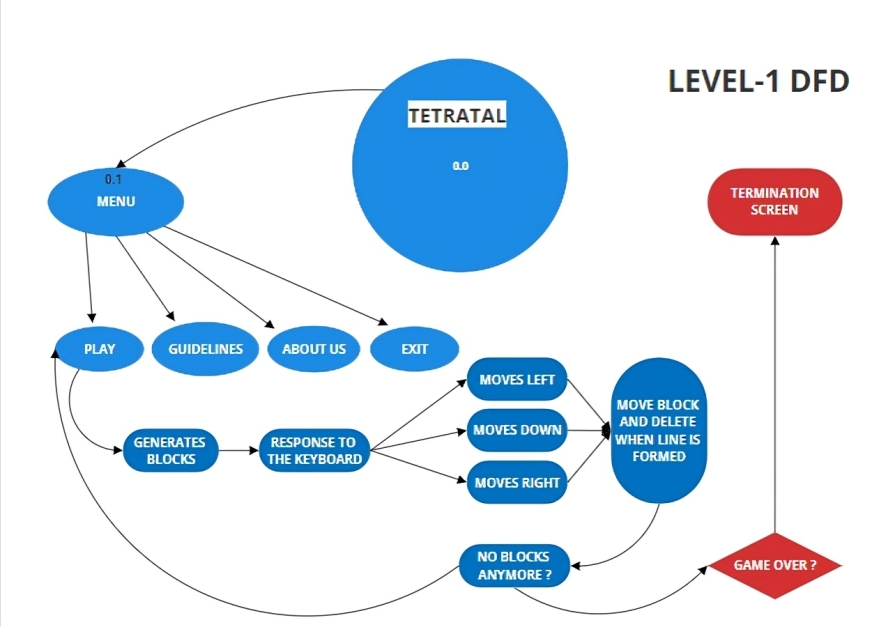 LEVEL-1 DFD
TETRATAL
0.0
0.1
MENU
TERMINATION
SCREEN
PLAY
GUIDELINES
ABOUT US
EXIT
MOVES LEFT
MOVES DOWN
MOVES RIGHT
GENERATES
BLOCKS
RESPONSE TO
THE KEYBOARD
MOVE BLOCK
AND DELETE
WHEN LINE IS
FORMED
NO BLOCKS
ANYMORE ?
GAME OVER ?